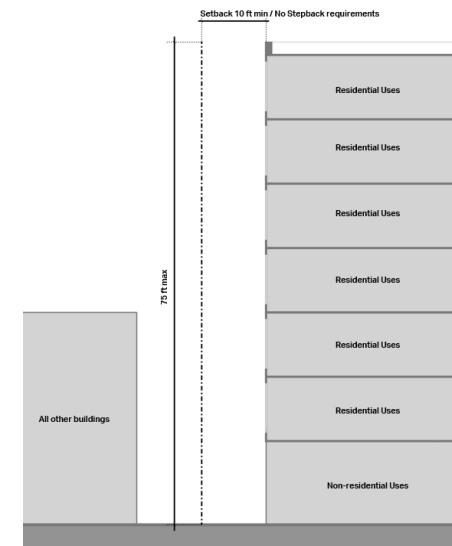 Setback 10 ft min / No Stepback requirements
Residential Uses
Residential Uses
Residential Uses
75 ft max
Residential Uses
Residential Uses
Residential Uses
All other buildings
Non-residential Uses